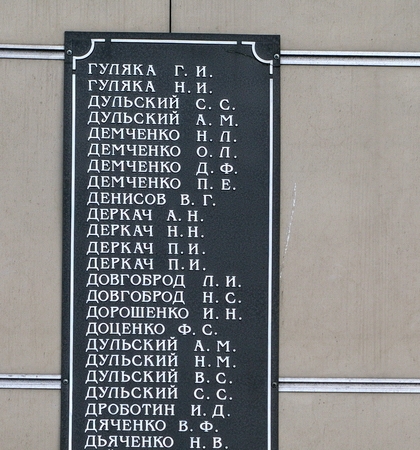 ГУЛЯКА Г. И.
ГУЛЯКА Н. И.
ДУЛЬСКИЙ С. С.
ДУЛЬСКИЙ А. М.
ДЕМЧЕНКО Н. Л.
ДЕМЧЕНКО О. Л.
ДЕМЧЕНКО Д. Ф.
ДЕМЧЕНКО П. Е.
ДЕНИСОВ В. Г.
ДЕРКАЧ А. Н.
ДЕРКАЧ Н. Н.
ДЕРКАЧ П. И.
ДЕРКАЧ П. И.
ДОВГОБРОД Л. И.
ДОВГОБРОД Н. С.
ДОРОШЕНКО И. Н.
ДОЦЕНКО Ф. С.
ДУЛЬСКИЙ А. М.
ДУЛЬСКИЙ Н. М.
ДУЛЬСКИЙ В. С.
ДУЛЬСКИЙ С. С.
ДРОБОТИН И. Д.
ДЯЧЕНКО В. Ф.
ДЬЯЧЕНКО Н. В.